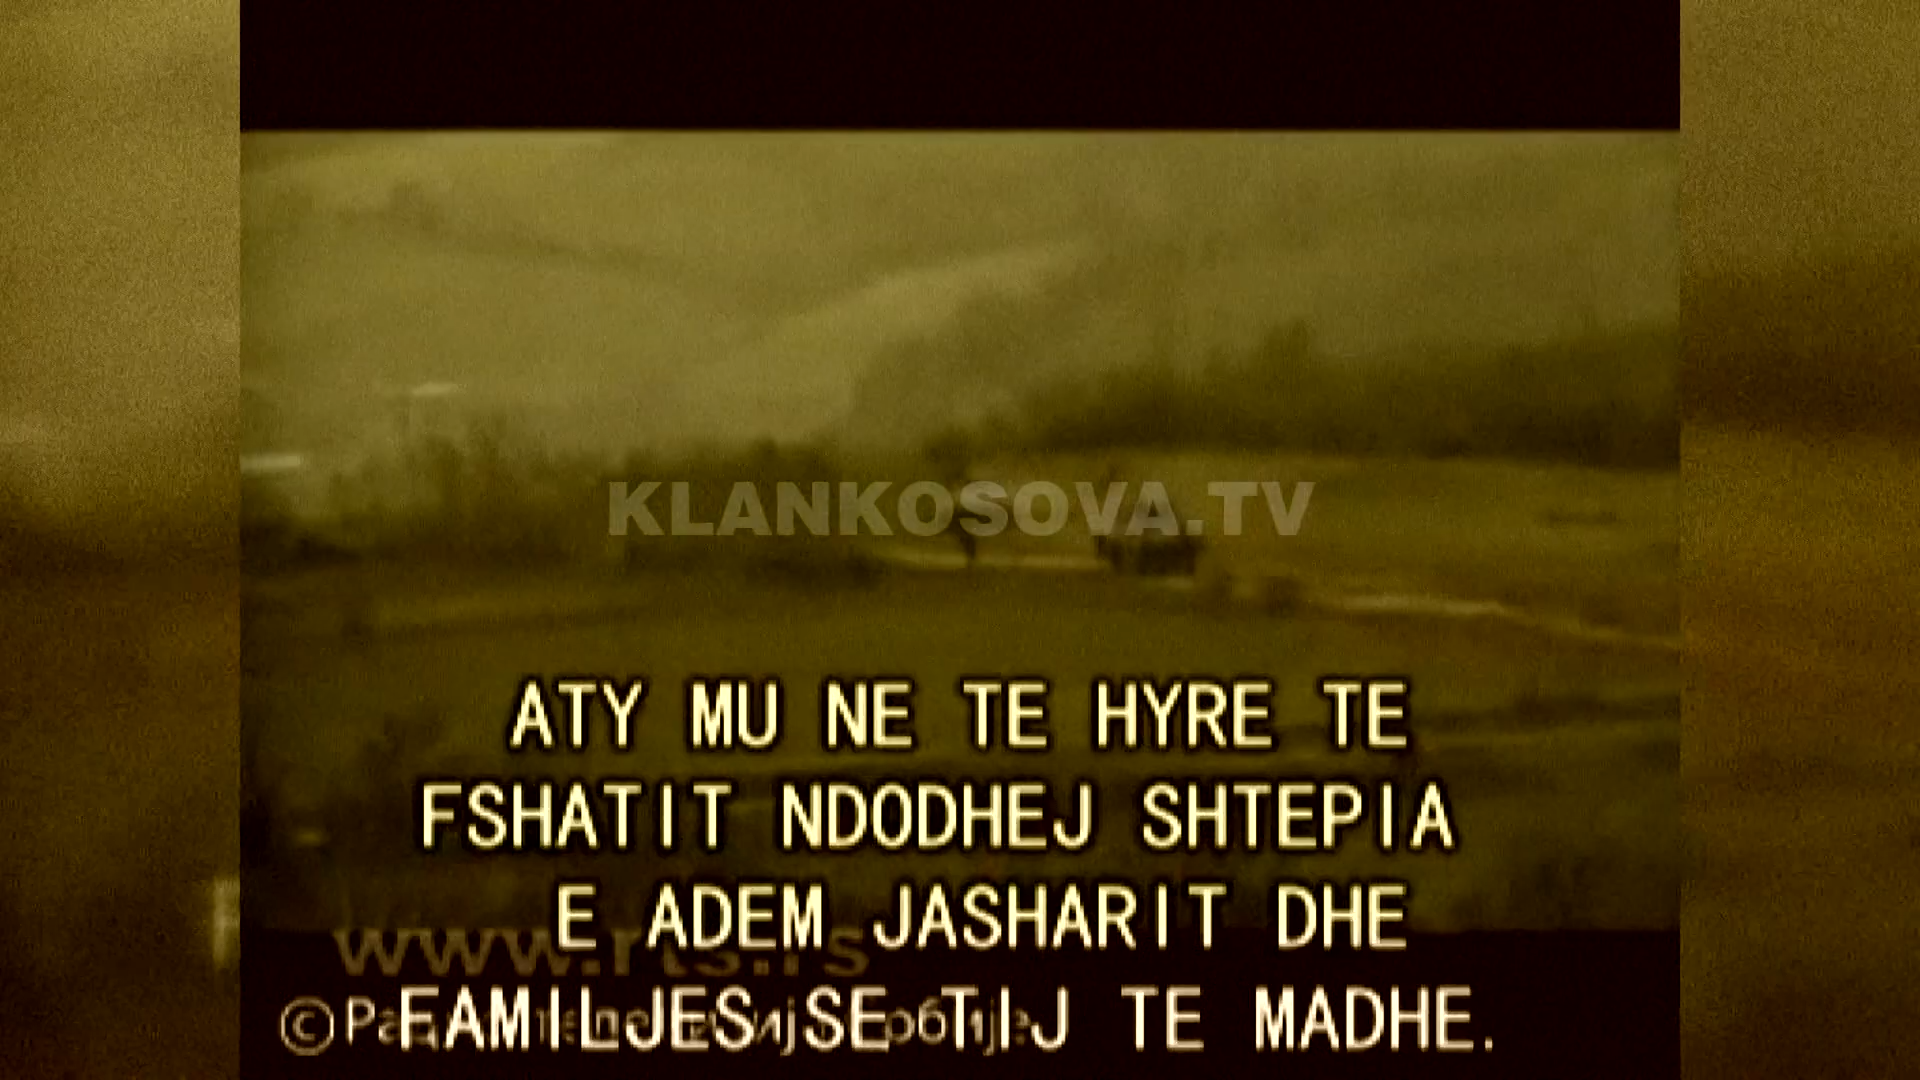 KLANKOSOVA.TV
ATY MU NE TE HYRE TE
FSHATIT NDODHEJ SHTEPIA
E ADEM JASHARIT DHE
www.rts.rs
FAMILJES SE TIJ TE MADHE.
©